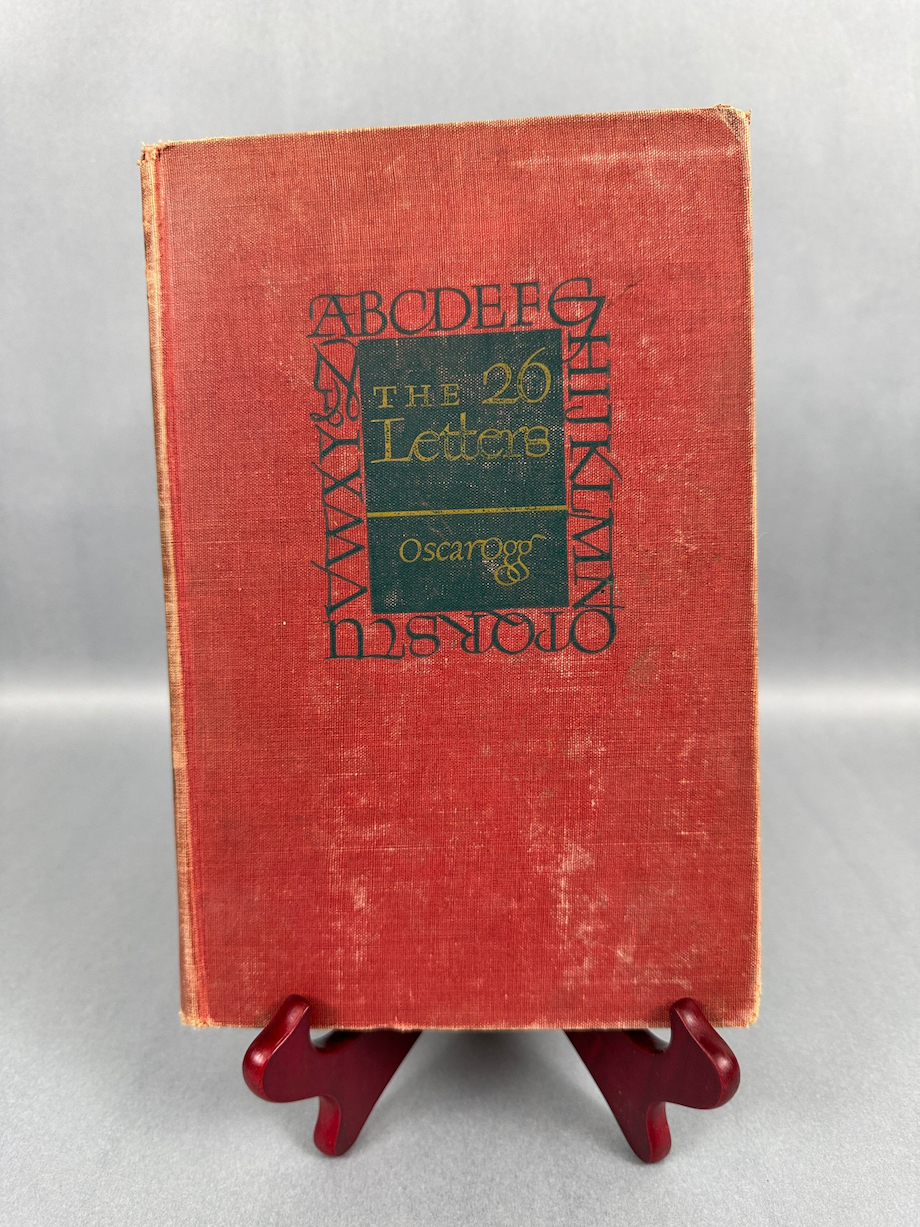 ABCDEFG
HIJKLMN
OPQRSTU
VWXYZ
THE 26
Letters
Oscar Ogg